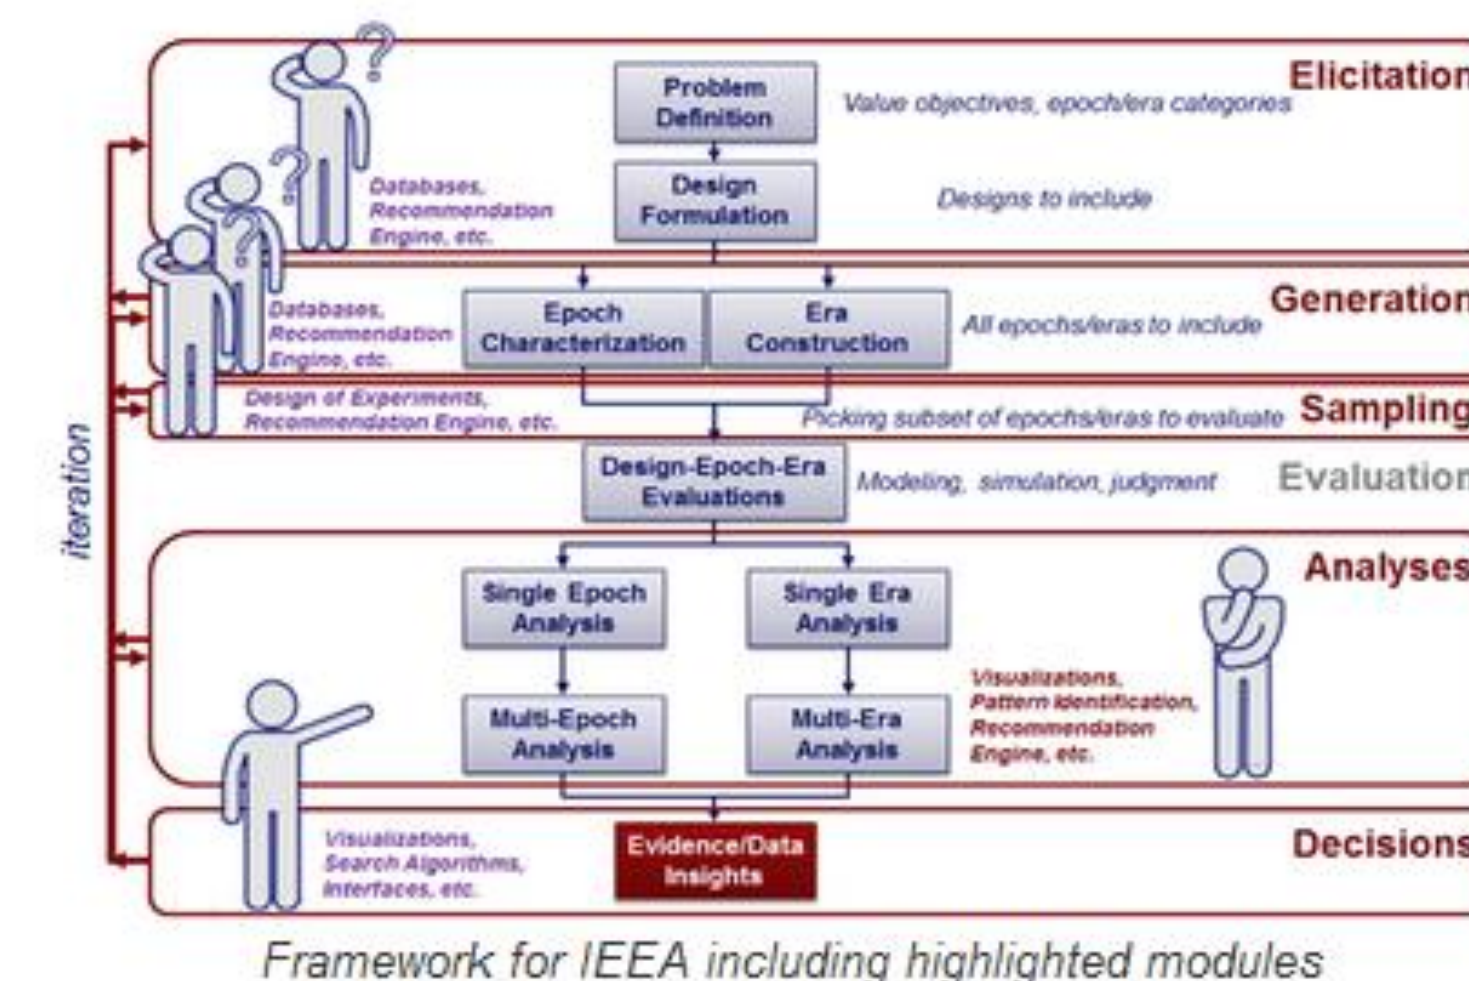 Elicitation
Problem
Definition
Value objectives, epoch/era categories
Databases,
Recommendation
Engine, etc.
Design
Formulation
Designs to include
Generation
Databases,
Recommendation
Engine, etc.
Epoch
Characterization
Era
Construction
All epochs/eras to include
Sampling
Design of Experiments,
Recommendation Engine, etc.
Picking subset of epochs/eras to evaluate
iteration
Design-Epoch-Era
Evaluations
Modeling, simulation, judgment
Evaluation
Analyses
Single Epoch
Analysis
Single Era
Analysis
Multi-Epoch
Analysis
Multi-Era
Analysis
Visualizations,
Pattern Identification,
Recommendation
Engine, etc.
Decisions
Visualizations,
Search Algorithms,
Interfaces, etc.
Evidence/Data
Insights
Framework for IEEA including highlighted modules